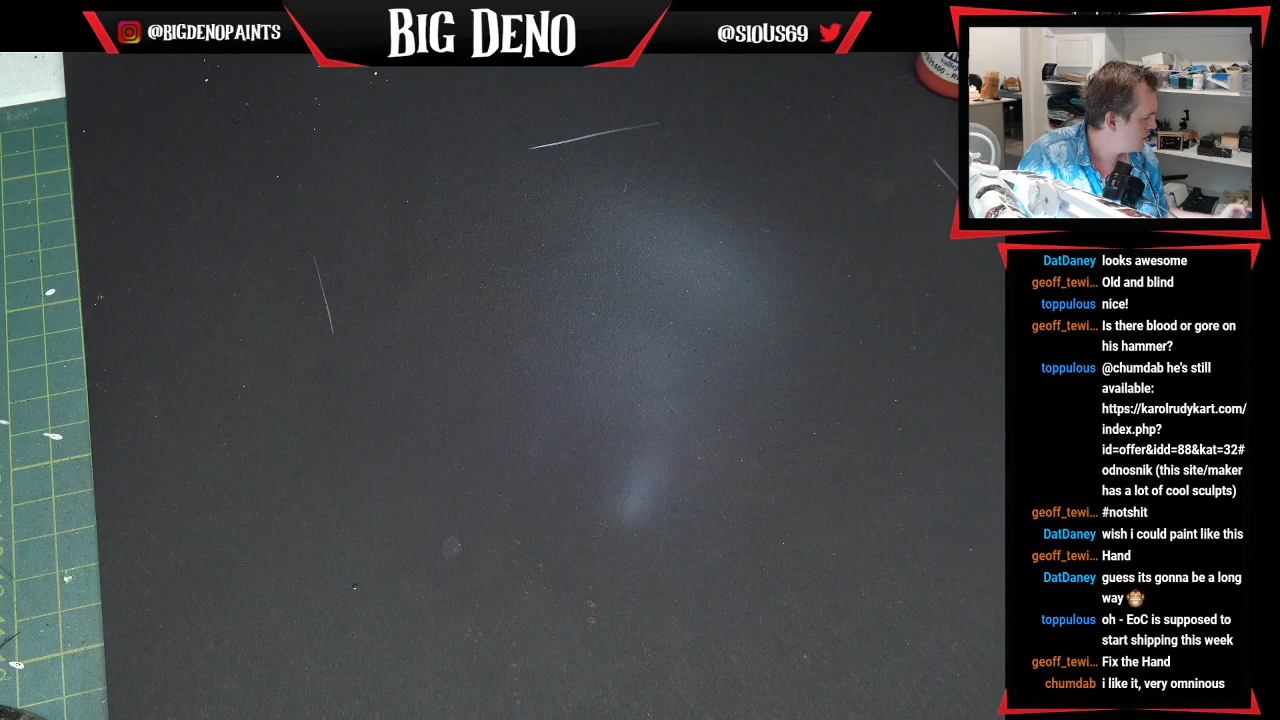 @BIGDENOPAINTS
BIG DENO
@SIOUS69
DatDaney looks awesome
geoff_tewi... Old and blind
toppulous nice!
geoff_tewi... Is there blood or gore on
his hammer?
toppulous @chumdab he's still
available:
https://karolrudykart.com/
index.php?
id=offer&idd=88&kat=32#
odnosnik (this site/maker
has a lot of cool sculpts)
geoff_tewi... #notshit
DatDaney wish i could paint like this
geoff_tewi... Hand
DatDaney guess its gonna be a long
way 🙊
toppulous oh - EoC is supposed to
start shipping this week
geoff_tewi... Fix the Hand
chumdab i like it, very omninous